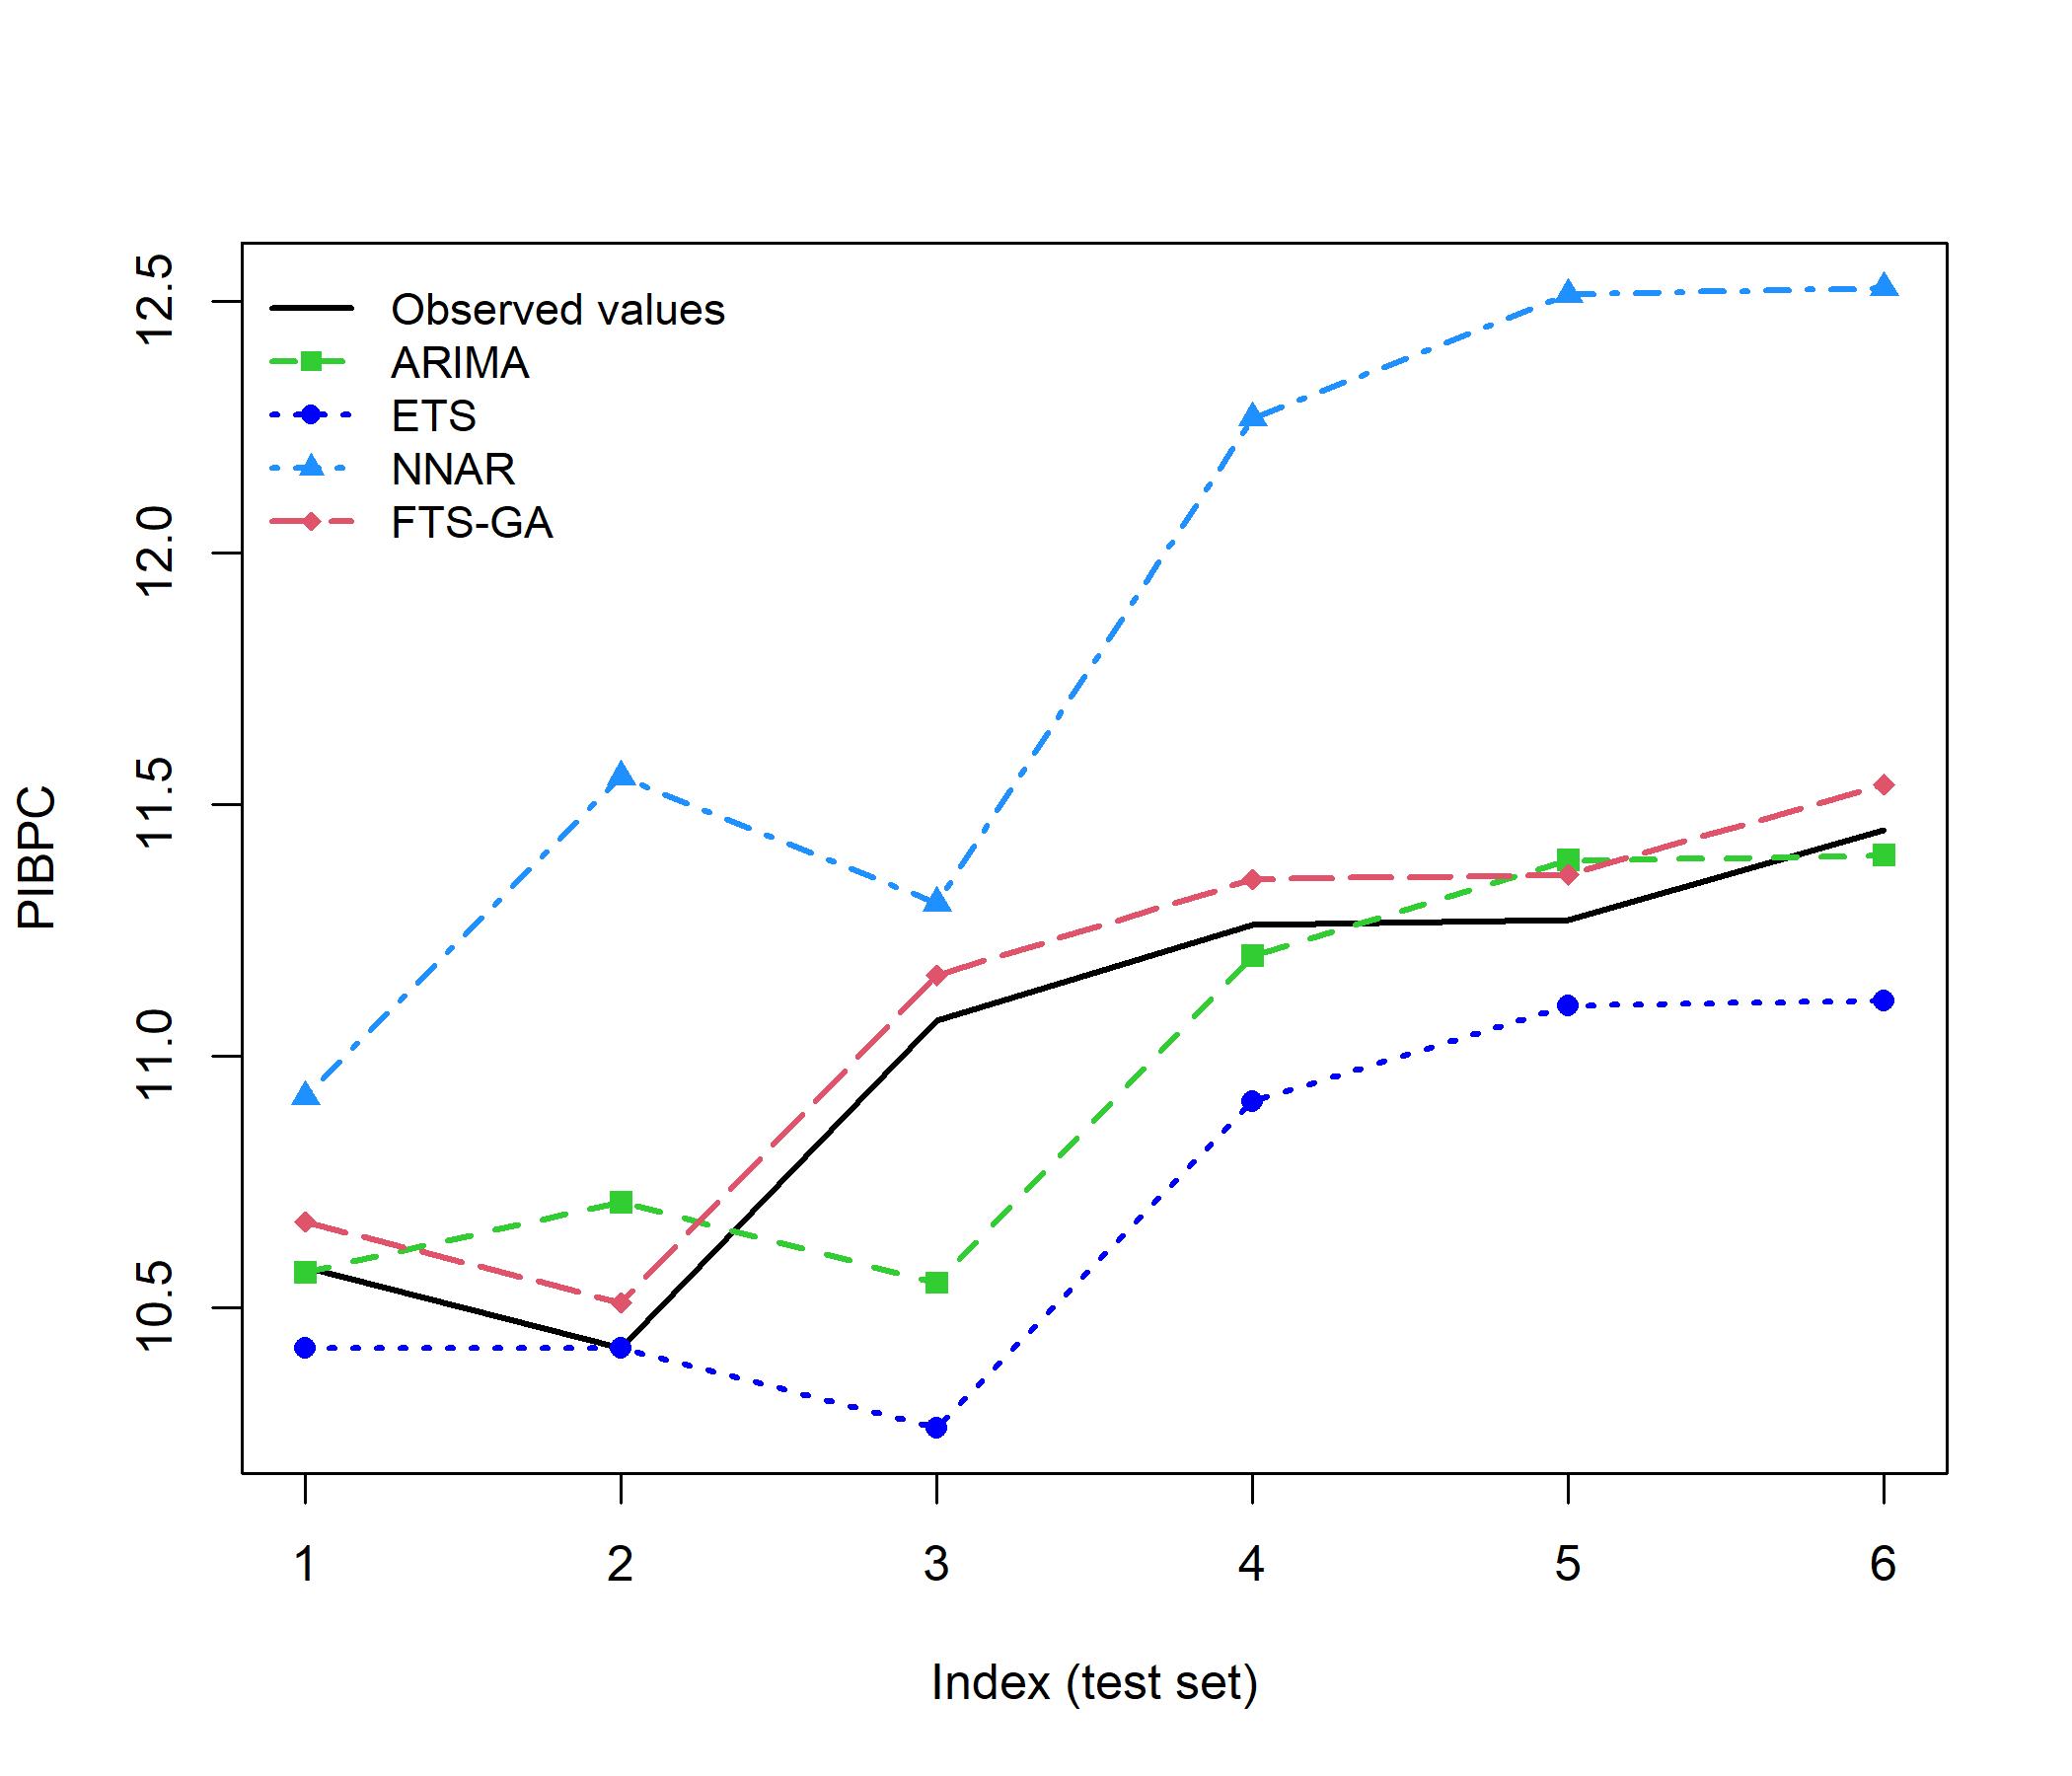 Observed values
ARIMA
ETS
NNAR
FTS-GA
PIBPC
12.5
12.0
11.5
11.0
10.5
1 2 3 4 5 6
Index (test set)